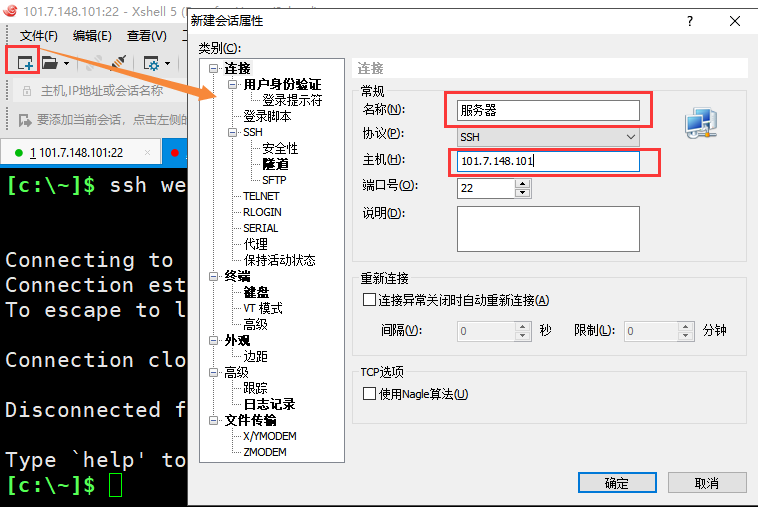 101.7.148.101:22 - Xshell 5
新建会话属性
文件(F) 编辑(E) 查看(V)
主机,IP地址或会话名称
要添加当前会话，点击左侧的
1 101.7.148.101:22
[c:\~]$ ssh we
Connecting to
Connection est
To escape to l
Connection clo
Disconnected f
Type `help' to
[c:\~]$
类别(C):
连接
用户身份验证
登录提示符
登录脚本
SSH
安全性
隧道
SFTP
TELNET
RLOGIN
SERIAL
代理
保持活动状态
终端
键盘
VT 模式
高级
外观
边距
高级
跟踪
日志记录
文件传输
X/YMODEM
ZMODEM
连接
常规
名称(N): 服务器
协议(P): SSH
主机(H): 101.7.148.101
端口号(O): 22
说明(D):
重新连接
连接异常关闭时自动重新连接(A)
间隔(V): 0 秒 限制(L): 0 分钟
TCP选项
使用Nagle算法(U)
确定 取消